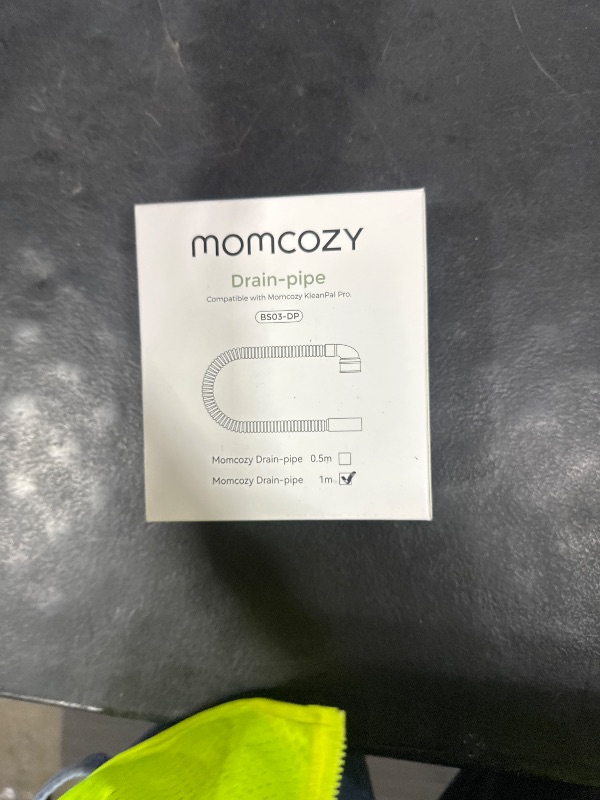 momcozy
Drain-pipe
Compatible with Momcozy KleanPal Pro.
BS03-DP
Momcozy Drain-pipe 0.5m
Momcozy Drain-pipe 1m